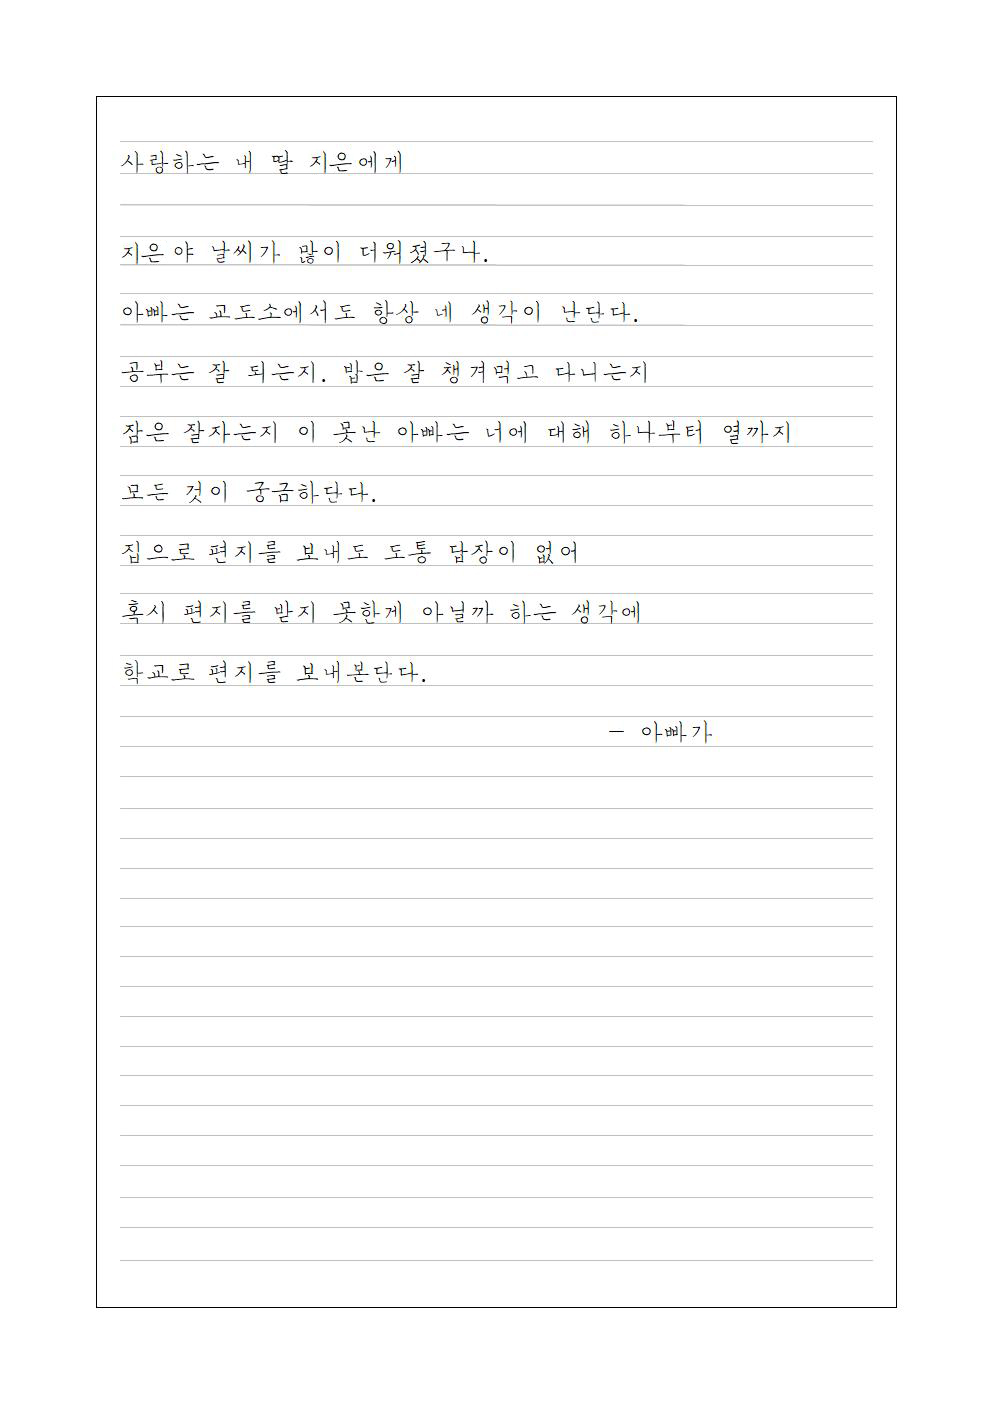 사랑하는 내 딸 지은에게
지은 야 날씨가 많이 더워졌구나.
아빠는 교도소에서도 항상 네 생각이 난단다.
공부는 잘 되는지. 밥은 잘 챙겨먹고 다니는지
잠은 잘자는지 이 못난 아빠는 너에 대해 하나부터 열까지
모든 것이 궁금하단다.
집으로 편지를 보내도 도통 답장이 없어
혹시 편지를 받지 못한게 아닐까 하는 생각에
학교로 편지를 보내본단다.
- 아빠가